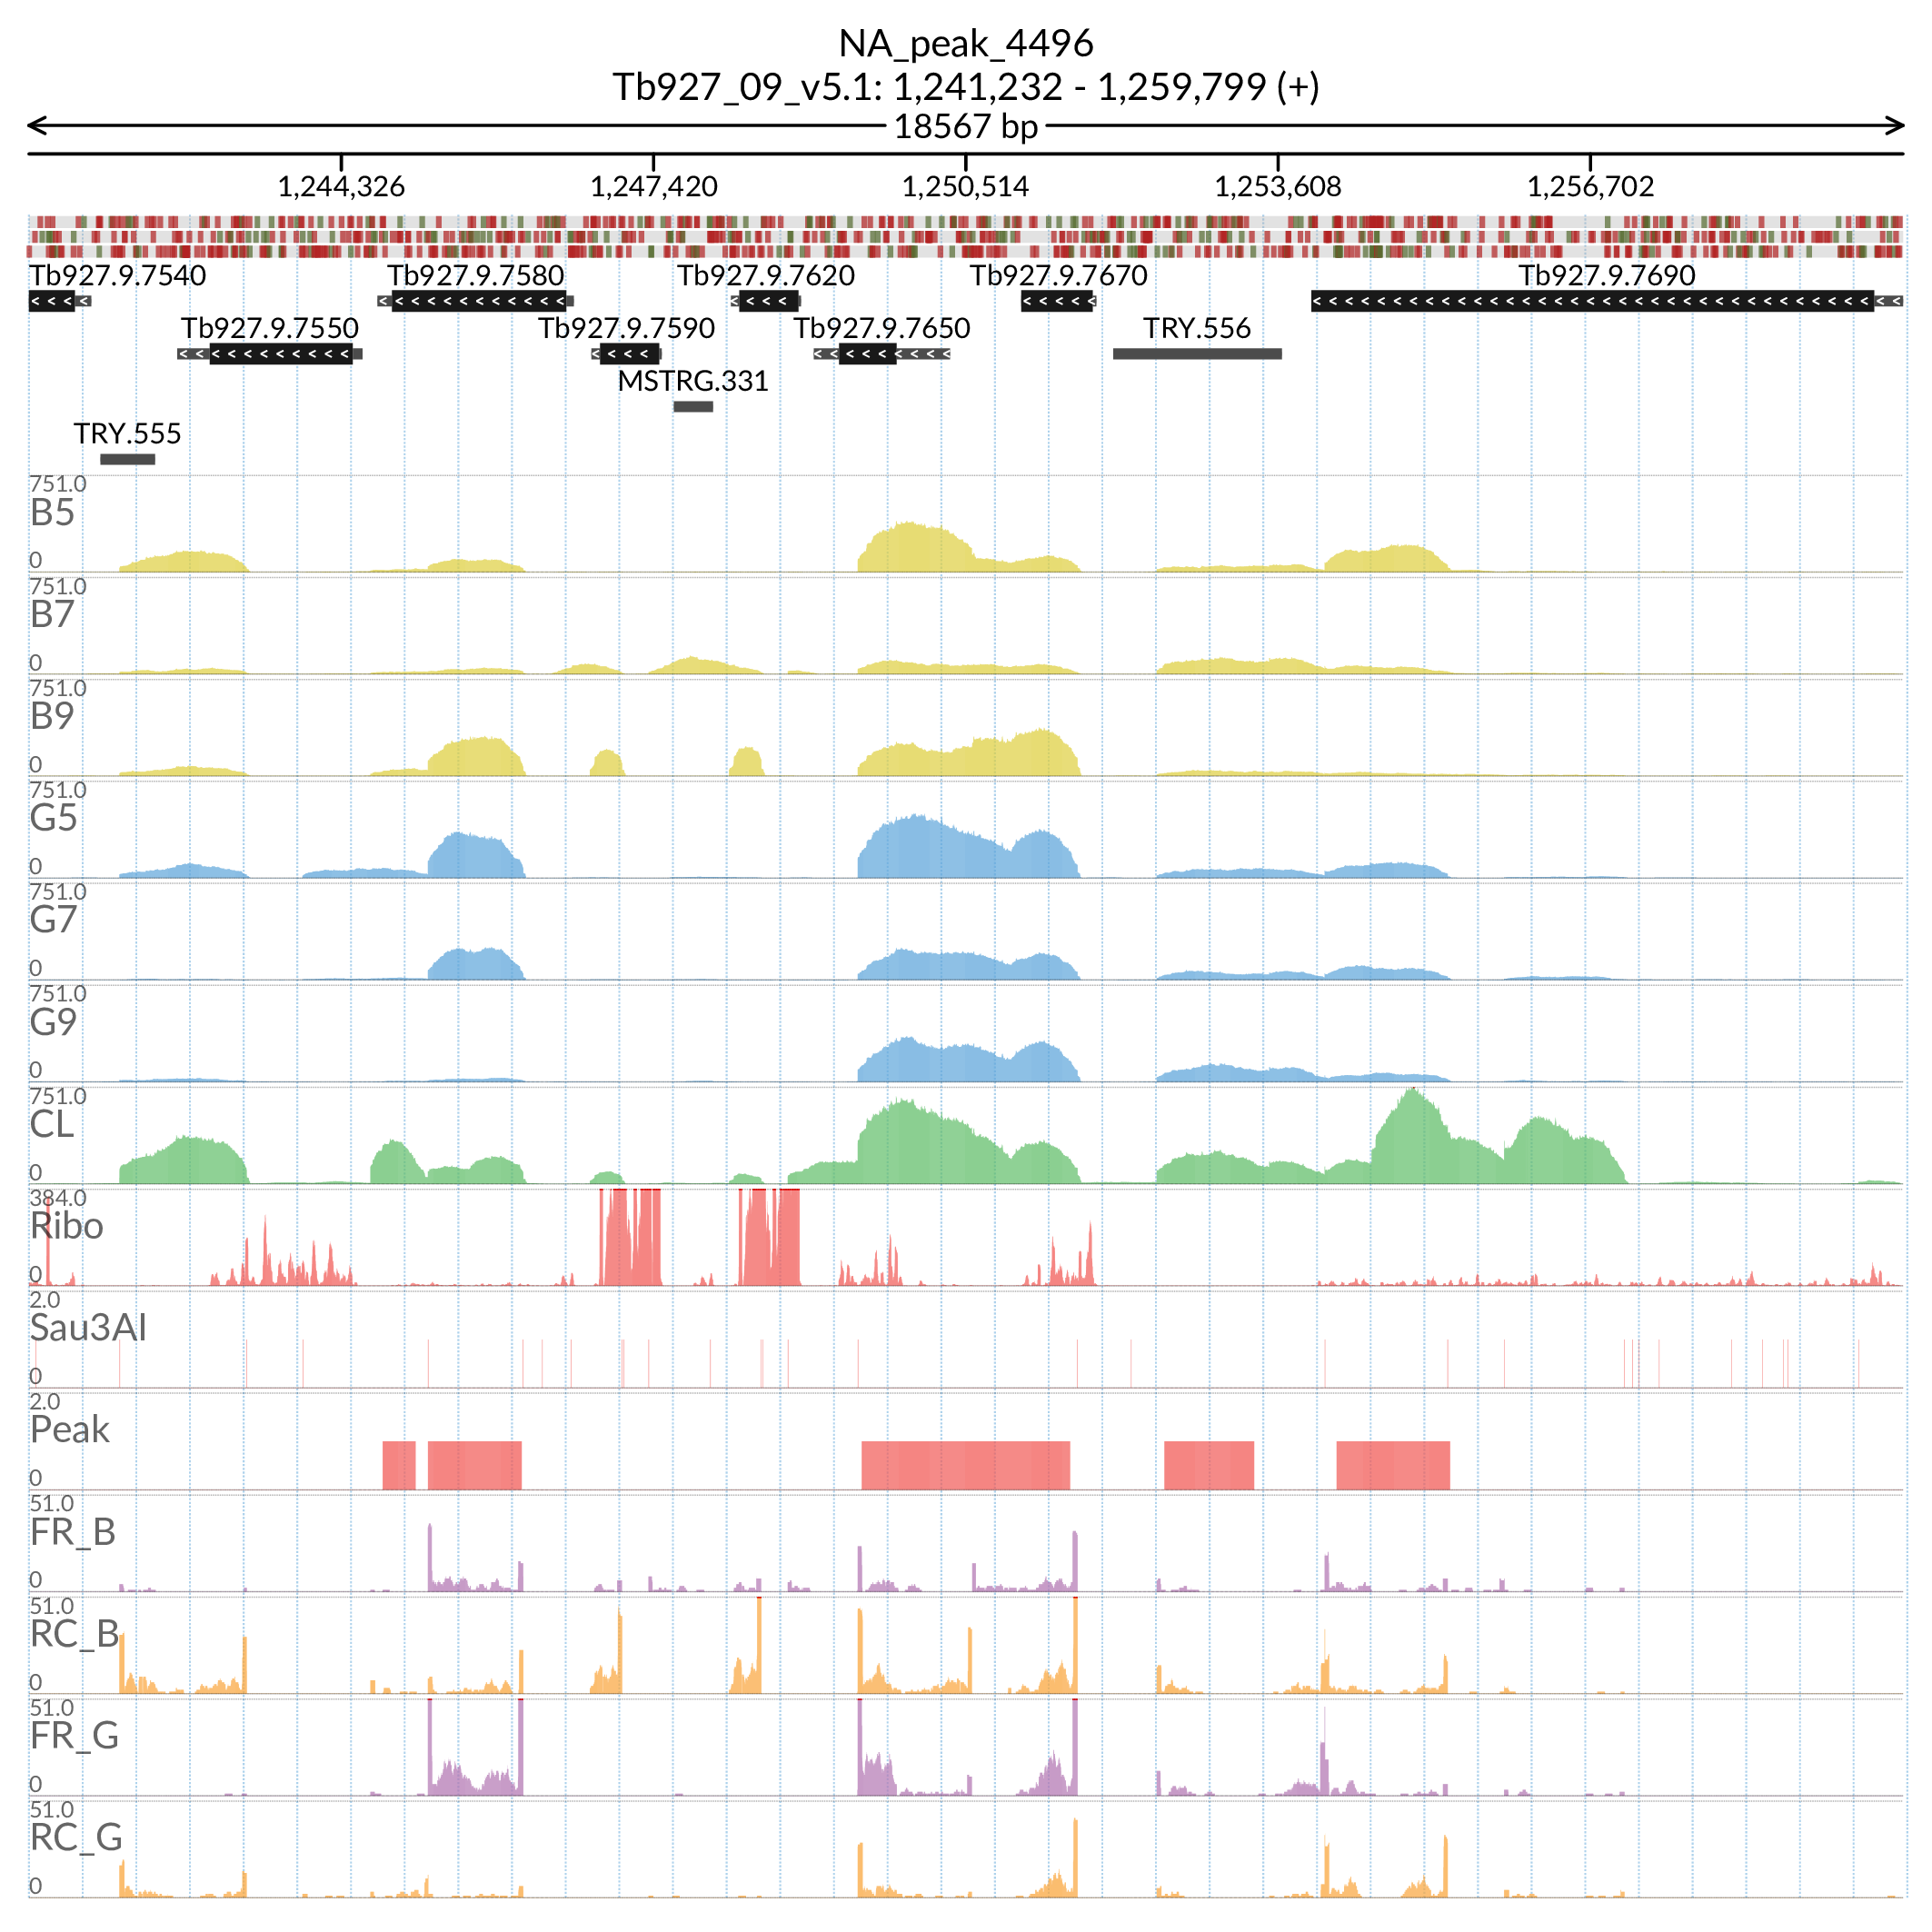 NA_peak_4496
Tb927_09_v5.1: 1,241,232 - 1,259,799 (+)
18567 bp
1,244,326 1,247,420 1,250,514 1,253,608 1,256,702
Tb927.9.7540 Tb927.9.7580 Tb927.9.7620 Tb927.9.7670 Tb927.9.7690
Tb927.9.7550 Tb927.9.7590 Tb927.9.7650 TRY.556
MSTRG.331
TRY.555
751.0
B5
0
751.0
B7
0
751.0
B9
0
751.0
G5
0
751.0
G7
0
751.0
G9
0
751.0
CL
0
384.0
Ribo
0
2.0
Sau3AI
0
2.0
Peak
0
51.0
FR_B
0
51.0
RC_B
0
51.0
FR_G
0
51.0
RC_G
0